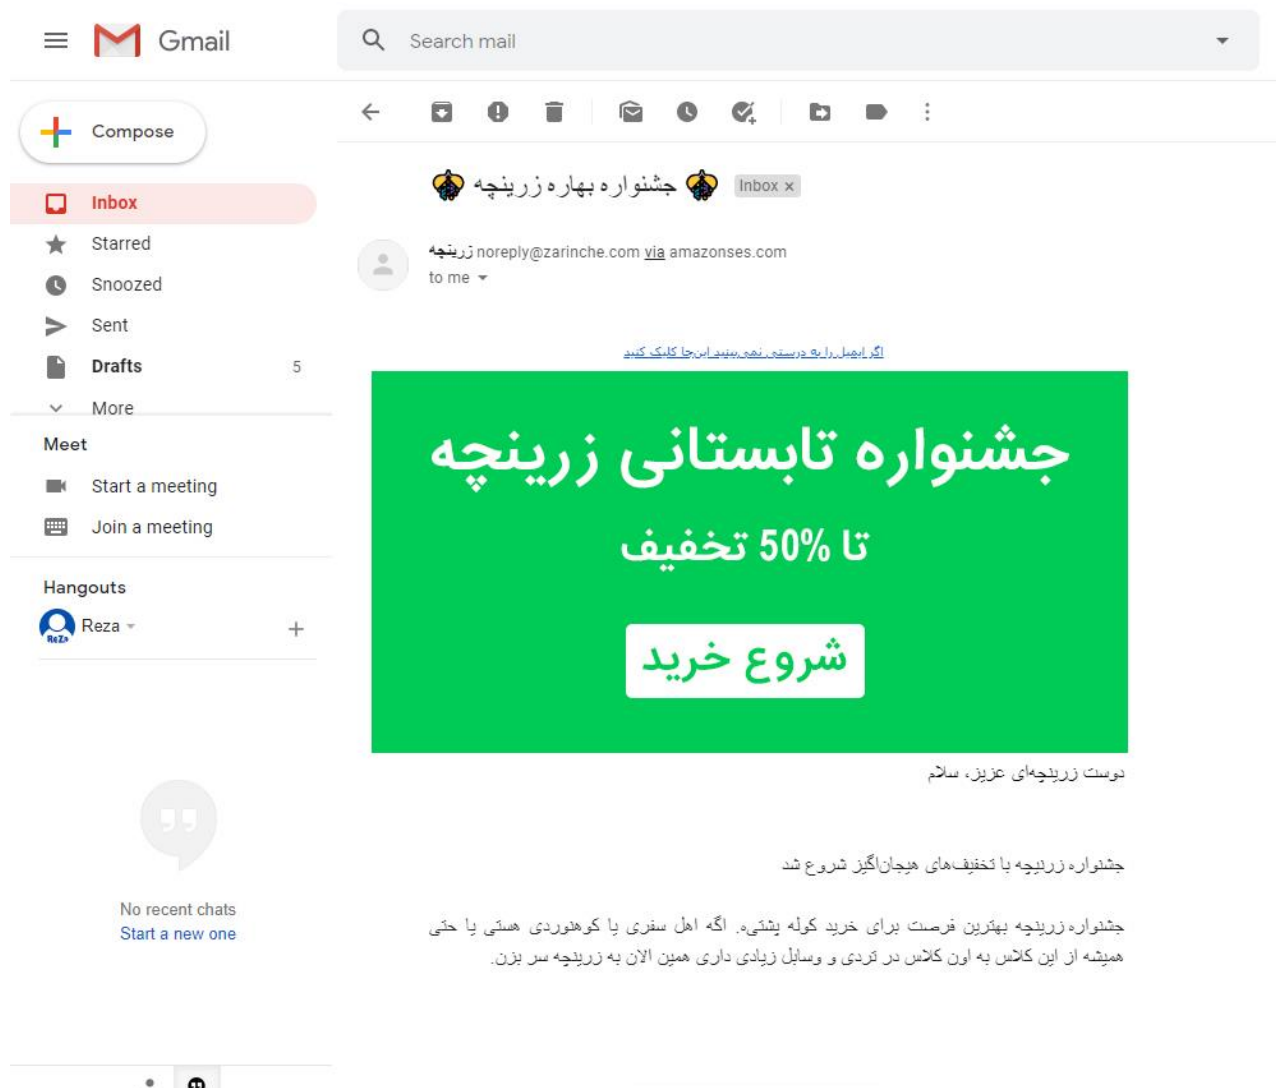 Gmail
Search mail
Compose
Inbox
Starred
Snoozed
Sent
Drafts 5
More
Meet
Start a meeting
Join a meeting
Hangouts
Reza
ReZa
No recent chats
Start a new one
جشنواره بهاره زرینچه Inbox x
زرینچه noreply@zarinche.com via amazonses.com
to me
اگر ایمیل را به درستی نمی‌بینید این‌جا کلیک کنید
جشنواره تابستانی زرینچه
تا 50% تخفیف
شروع خرید
دوست زرینچه‌ای عزیز، سلام
جشنواره زرنیچه با تخفیف‌های هیجان‌اگیز شروع شد
جشنواره زرینچه بهترین فرصت برای خرید کوله پشتیه. اگه اهل سفری یا کوهنوردی هستی یا حتی
همیشه از این کلاس به اون کلاس در تردی و وسایل زیادی داری همین الان به زرینچه سر بزن.